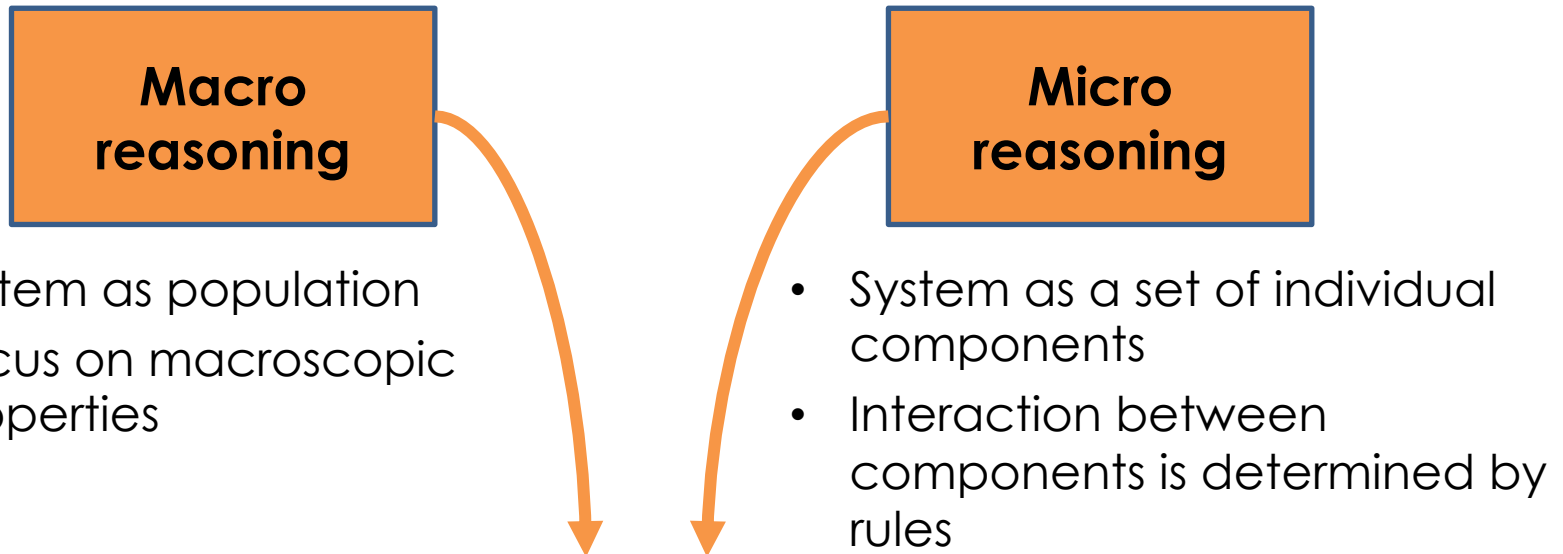 Macro
reasoning
Micro
reasoning
tem as population
cus on macroscopic
operties
• System as a set of individual
components
• Interaction between
components is determined by
rules